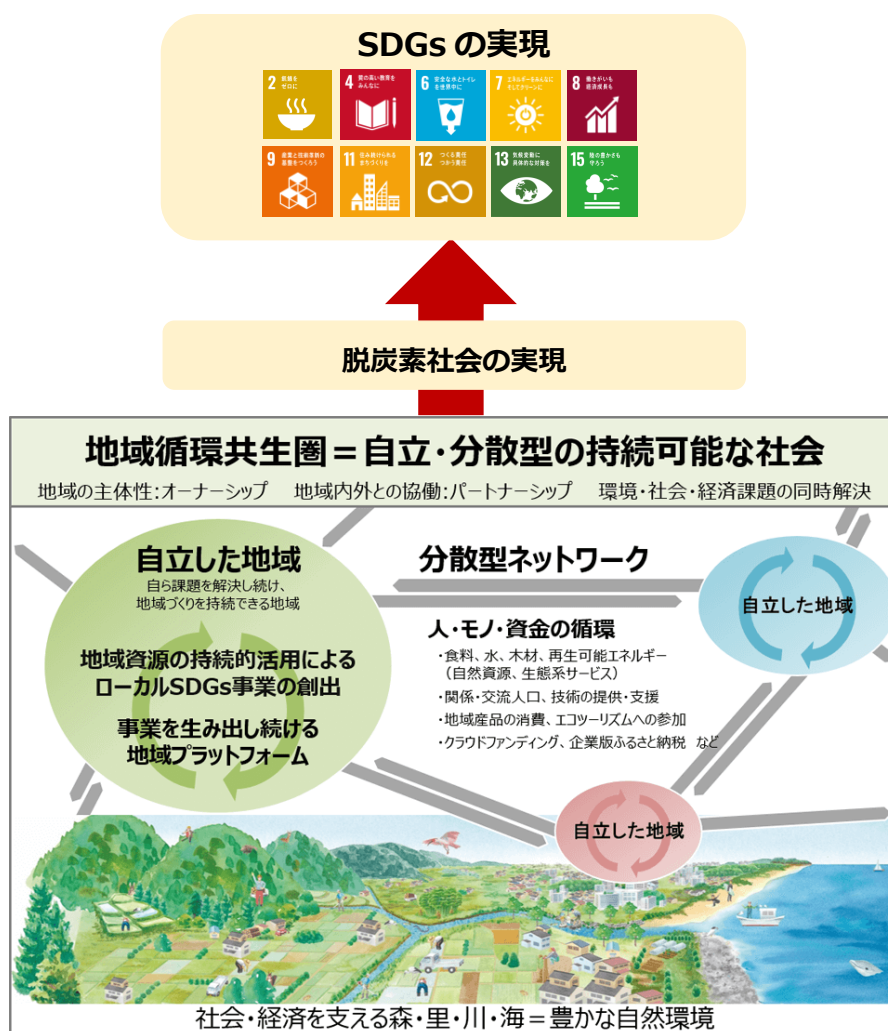 SDGs の実現
2 飢餓を
ゼロに
4 質の高い教育を
みんなに
6 安全な水とトイレ
を世界中に
7 エネルギーをみんなに
そしてクリーンに
8 働きがいも
経済成長も
9 産業と技術革新の
基盤をつくろう
11 住み続けられる
まちづくりを
12 つくる責任
つかう責任
13 気候変動に
具体的な対策を
15 陸の豊かさも
守ろう
脱炭素社会の実現
地域循環共生圏＝自立・分散型の持続可能な社会
地域の主体性:オーナーシップ 地域内外との協働:パートナーシップ 環境・社会・経済課題の同時解決
自立した地域
自ら課題を解決し続け、
地域づくりを持続できる地域
地域資源の持続的活用による
ローカルSDGs事業の創出
事業を生み出し続ける
地域プラットフォーム
分散型ネットワーク
人・モノ・資金の循環
・食料、水、木材、再生可能エネルギー
（自然資源、生態系サービス）
・関係・交流人口、技術の提供・支援
・地域産品の消費、エコツーリズムへの参加
・クラウドファンディング、企業版ふるさと納税 など
自立した地域
自立した地域
社会・経済を支える森・里・川・海＝豊かな自然環境